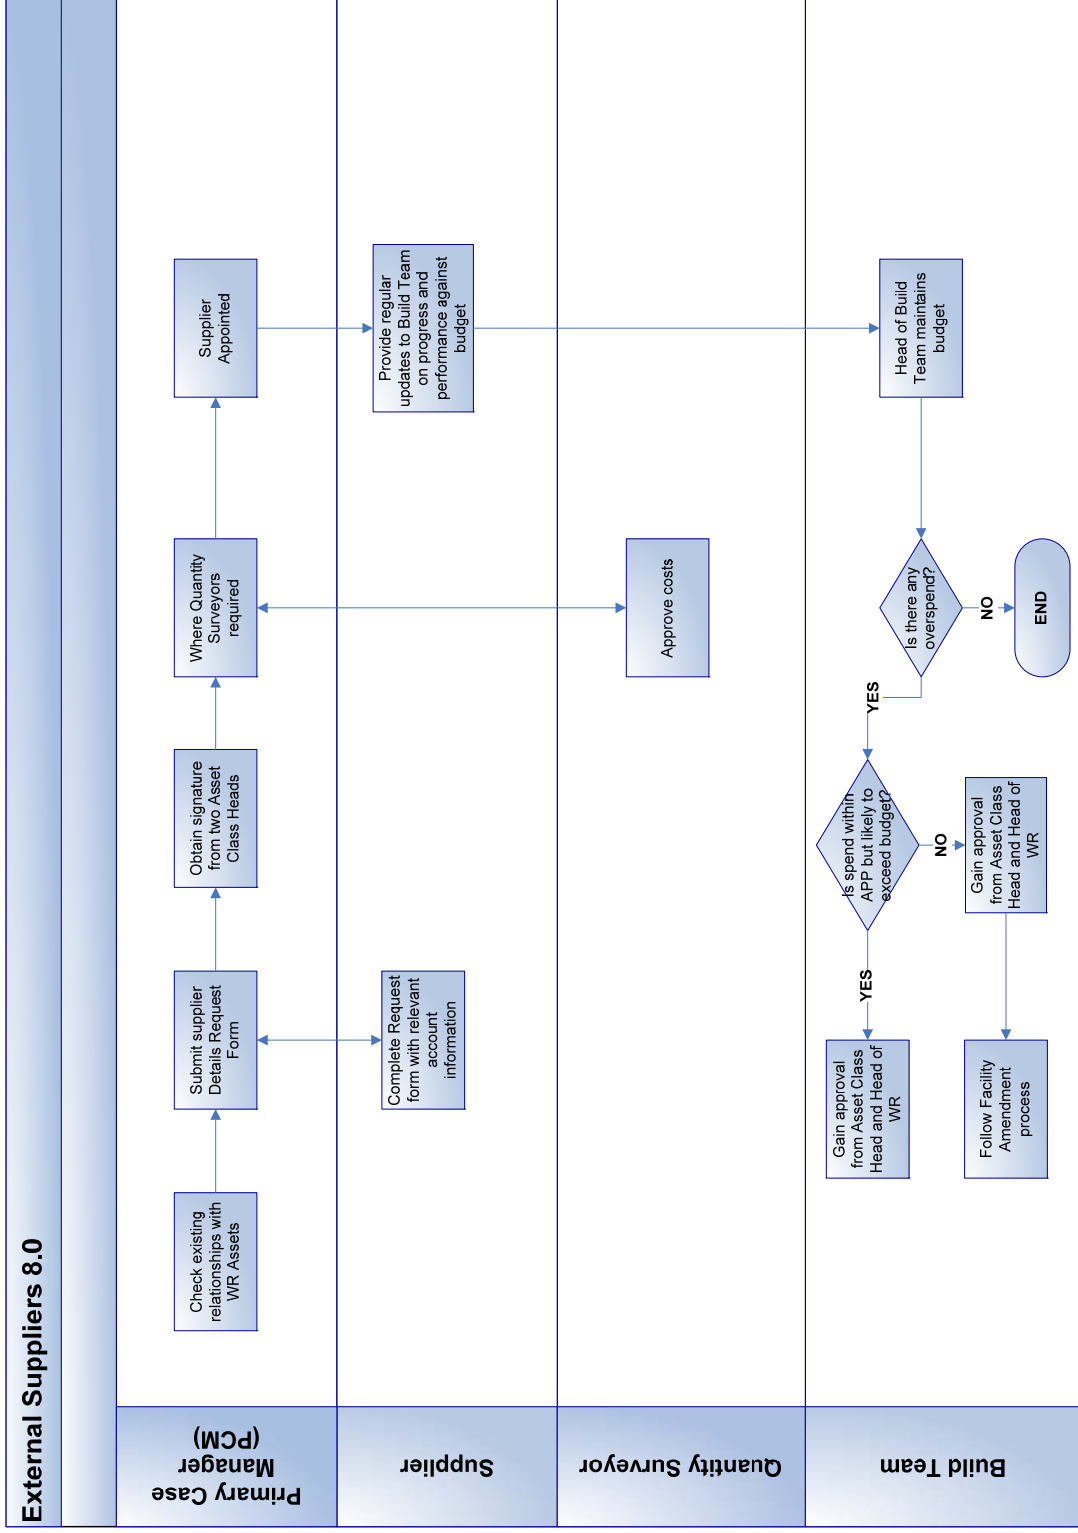 External Suppliers 8.0
Primary Case
Manager
(PCM)
Check existing
relationships with
WR Assets
Submit supplier
Details Request
Form
Obtain signature
from two Asset
Class Heads
Where Quantity
Surveyors
required
Supplier
Appointed
Supplier
Complete Request
form with relevant
account
information
Provide regular
updates to Build Team
on progress and
performance against
budget
Quantity Surveyor
Approve costs
Build Team
Head of Build
Team maintains
budget
Is there any
overspend?
NO
END
YES
Is spend within
APP but likely to
exceed budget?
YES
Gain approval
from Asset Class
Head and Head of
WR
NO
Gain approval
from Asset Class
Head and Head of
WR
Follow Facility
Amendment
process